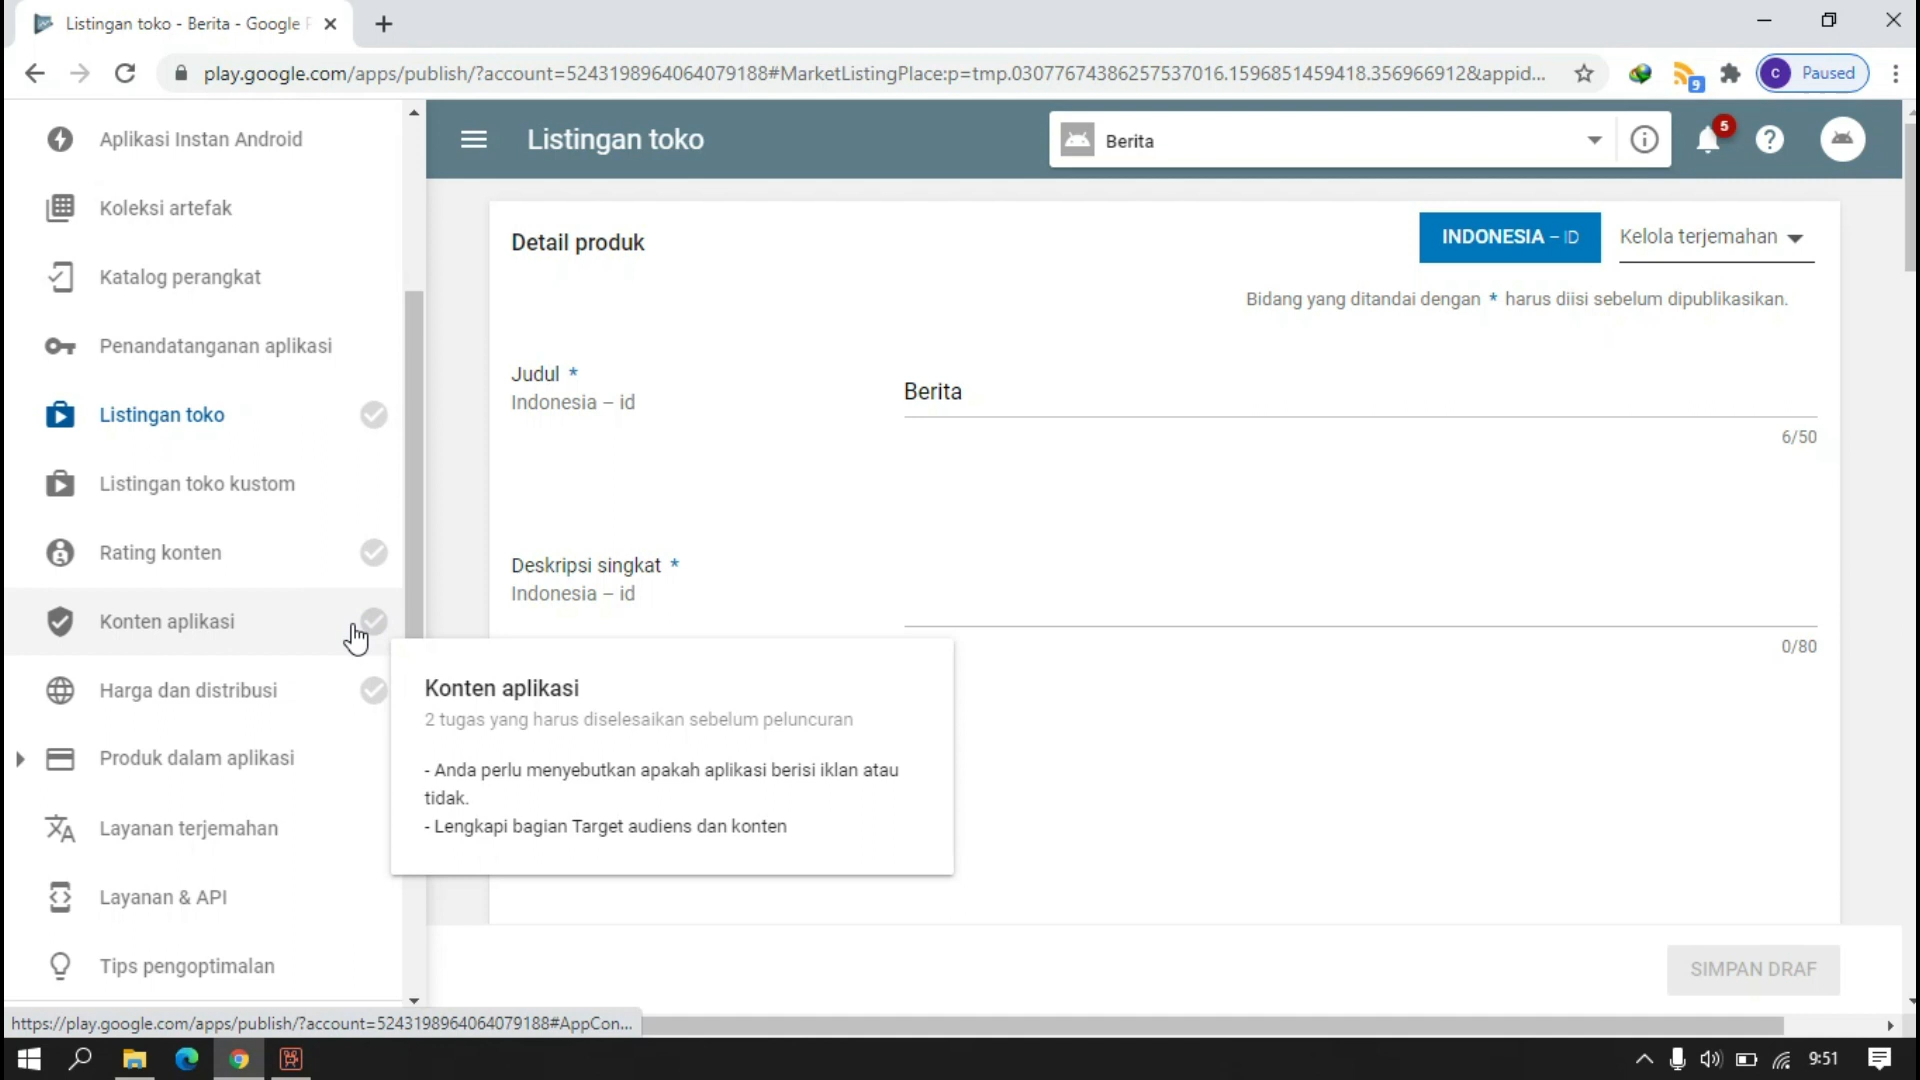 Listingan toko - Berita - Google
play.google.com/apps/publish/?account=5243198964064079188#MarketListingPlace:p=tmp.03077674386257537016.1596851459418.356966912&appid...
9
c
Paused
Aplikasi Instan Android
Koleksi artefak
Katalog perangkat
Penandatanganan aplikasi
Listingan toko
Listingan toko kustom
Rating konten
Konten aplikasi
Harga dan distribusi
Produk dalam aplikasi
Layanan terjemahan
Layanan & API
Tips pengoptimalan
Listingan toko
Berita
5
Detail produk
INDONESIA – ID
Kelola terjemahan
Bidang yang ditandai dengan * harus diisi sebelum dipublikasikan.
Judul *
Indonesia – id
Berita
6/50
Deskripsi singkat *
Indonesia – id
0/80
Konten aplikasi
2 tugas yang harus diselesaikan sebelum peluncuran
- Anda perlu menyebutkan apakah aplikasi berisi iklan atau
tidak.
- Lengkapi bagian Target audiens dan konten
SIMPAN DRAF
https://play.google.com/apps/publish/?account=5243198964064079188#AppCon...
9:51